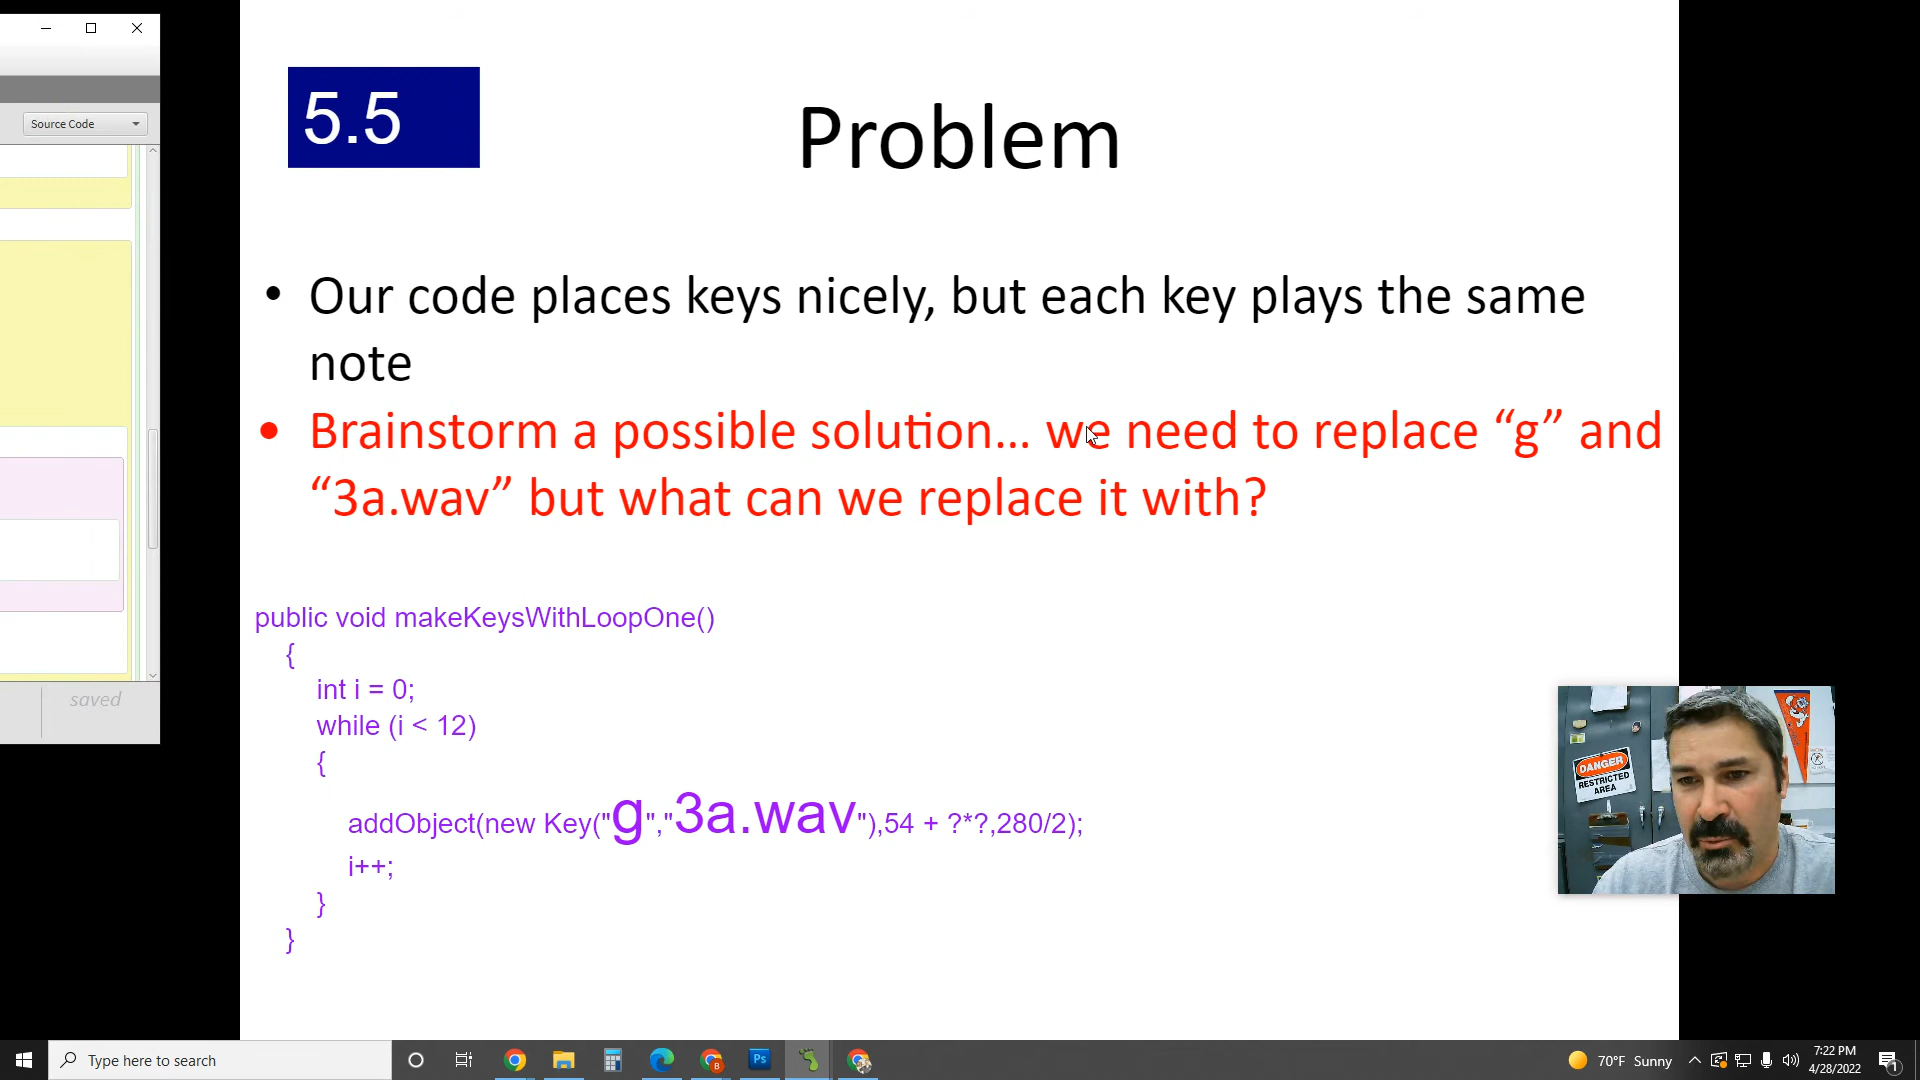 Source Code
saved
5.5
Problem
• Our code places keys nicely, but each key plays the same
note
• Brainstorm a possible solution... we need to replace “g” and
“3a.wav” but what can we replace it with?
public void makeKeysWithLoopOne()
{
int i = 0;
while (i < 12)
{
addObject(new Key("g","3a.wav"),54 + ?*?,280/2);
i++;
}
}
DANGER
RESTRICTED
AREA
Type here to search
Ps
B
70°F Sunny
7:22 PM
4/28/2022
1